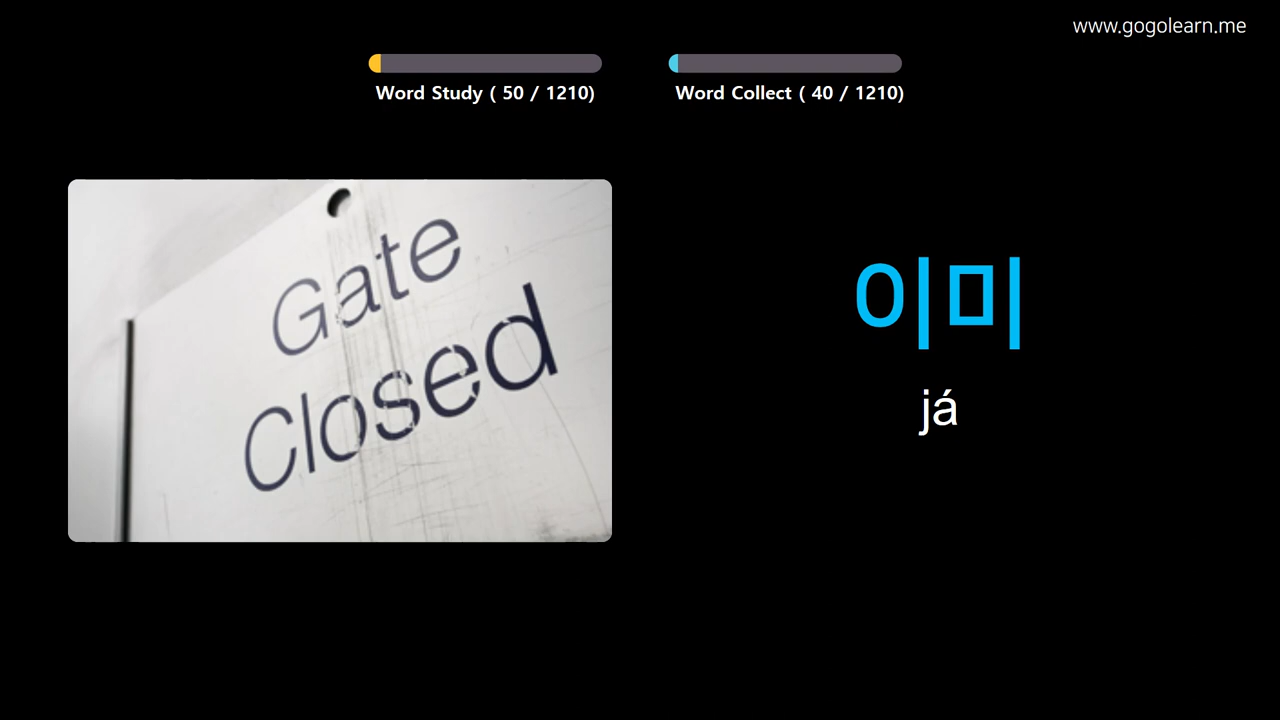 www.gogolearn.me
Word Study ( 50 / 1210)
Word Collect ( 40 / 1210)
Gate
Closed
이미
já